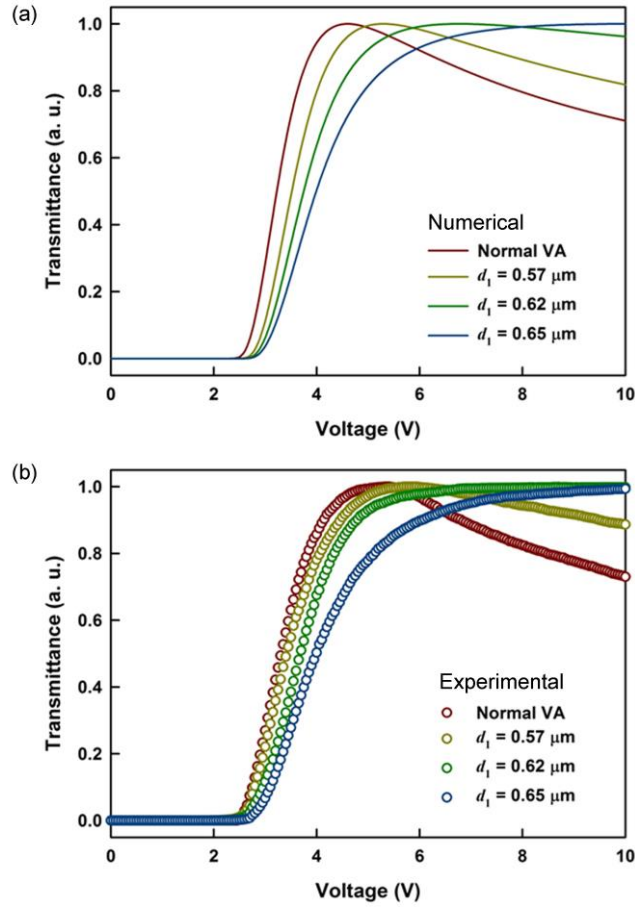 (a)
1.0
0.8
0.6
0.4
0.2
0.0
Transmittance (a. u.)
Numerical
Normal VA
d₁ = 0.57 μm
d₁ = 0.62 μm
d₁ = 0.65 μm
0 2 4 6 8 10
Voltage (V)
(b)
1.0
0.8
0.6
0.4
0.2
0.0
Transmittance (a. u.)
Experimental
Normal VA
d₁ = 0.57 μm
d₁ = 0.62 μm
d₁ = 0.65 μm
0 2 4 6 8 10
Voltage (V)